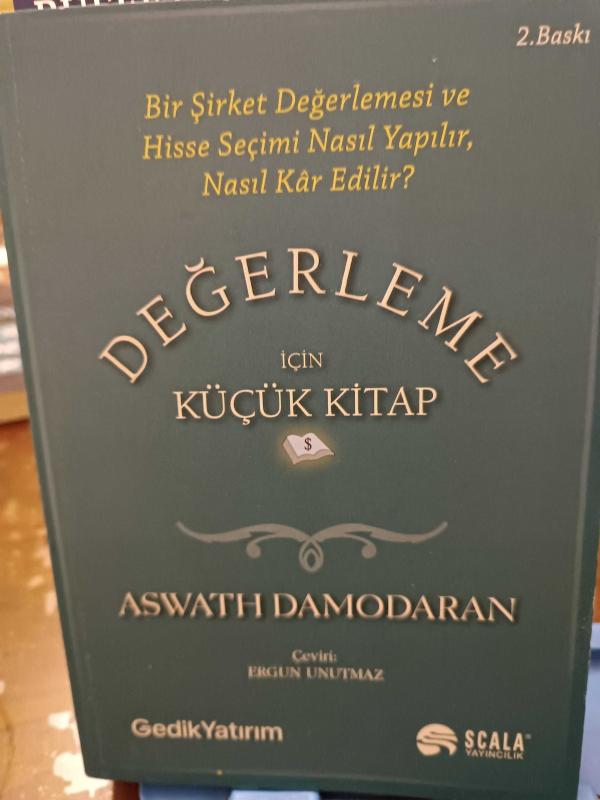 2.Baskı
Bir Şirket Değerlemesi ve
Hisse Seçimi Nasıl Yapılır,
Nasıl Kâr Edilir?
DEĞERLEME
İÇİN
KÜÇÜK KİTAP
$
ASWATH DAMODARAN
Çeviri:
ERGUN UNUTMAZ
GedikYatırım
SCALA
YAYINCILIK